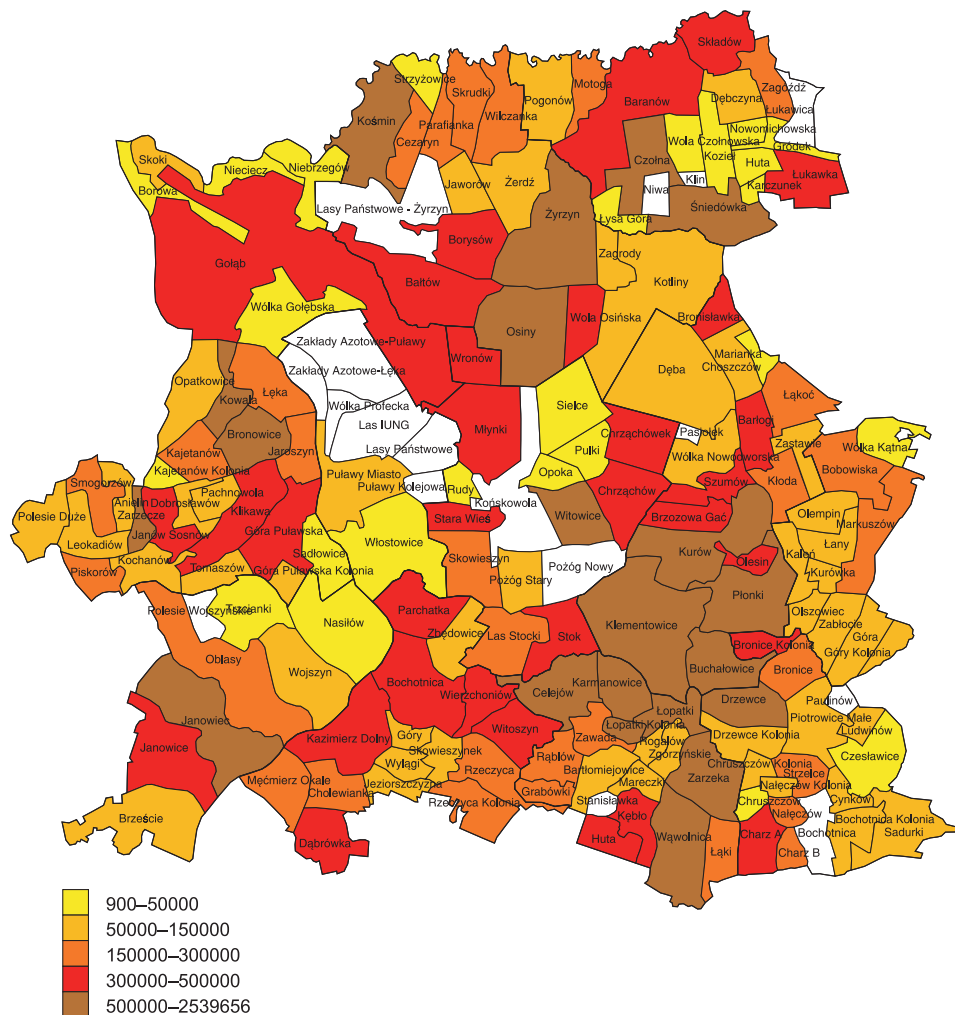 Składów
Strzyżowice
Skrudki
Pogonów
Motoga
Zagóźdź
Baranów
Dębczyna
Łukawica
Kośmin
Parafianka
Wilczanka
Cezaryn
Nowomichowska
Wola Czołnowska
Gródek
Skoki
Nieciecz
Niebrzegów
Czołna
Kozieł
Huta
Łukawka
Borowa
Jaworów
Żerdź
Klin
Karczunek
Niwa
Lasy Państwowe - Żyrzyn
Żyrzyn
Łysa Góra
Śniedówka
Borysów
Zagrody
Gołąb
Bałtów
Kotliny
Wólka Gołębska
Wola Osińska
Bronisławka
Osiny
Zakłady Azotowe-Puławy
Wronów
Marianka
Choszczów
Zakłady Azotowe-Łęka
Dęba
Opatkowice
Łęka
Kowala
Wólka Profecka
Sielce
Łąkoć
Las IUNG
Bronowice
Młynki
Chrząchówek
Pasiołek
Barłogi
Lasy Państwowe
Zastawie
Wólka Kątna
Kajetanów
Jaroszyn
Pulki
Wólka Nowodworska
Kajetanów Kolonia
Puławy Miasto
Opoka
Bobowiska
Smogorzów
Puławy Kolejowa
Rudy
Szumów
Kłoda
Pachnowola
Anielin
Dobrosławów
Końskowola
Chrząchów
Polesie Duże
Zarzecze
Klikawa
Stara Wieś
Witowice
Brzozowa Gać
Olempin
Markuszów
Janów
Sosnów
Góra Puławska
Leokadiów
Włostowice
Kurów
Łany
Sadłowice
Skowieszyn
Kaleń
Kochanów
Tomaszów
Olesin
Piskorów
Góra Puławska Kolonia
Pożóg Stary
Pożóg Nowy
Kurówka
Polesie Wojszyńskie
Trzcianki
Parchatka
Płonki
Olszowiec
Nasiłów
Klementowice
Zabłocie
Zbędowice
Las Stocki
Stok
Góra
Bronice Kolonia
Góry Kolonia
Oblasy
Wojszyn
Buchałowice
Bronice
Bochotnica
Karmanowice
Wierzchoniów
Celejów
Drzewce
Paulinów
Janowiec
Łopatki
Witoszyn
Łopatki Kolonia
Piotrowice Małe
Kazimierz Dolny
Góry
Zawada
Rogalów
Drzewce Kolonia
Ludwinów
Janowice
Skowieszynek
Rąblów
Zgórzyńskie
Czesławice
Wylągi
Rzeczyca
Bartłomiejowice
Chruszczów Kolonia
Męćmierz Okale
Jeziorszczyzna
Mareczki
Zarzeka
Strzelce
Cholewianka
Grabówki
Nałęczów Kolonia
Rzeczyca Kolonia
Stanisławka
Chruszczów
Cynków
Brzeście
Kębło
Nałęczów
Bochotnica Kolonia
Dąbrówka
Huta
Wąwolnica
Charz A
Bochotnica
Sadurki
Łąki
Charz B
900–50000
50000–150000
150000–300000
300000–500000
500000–2539656